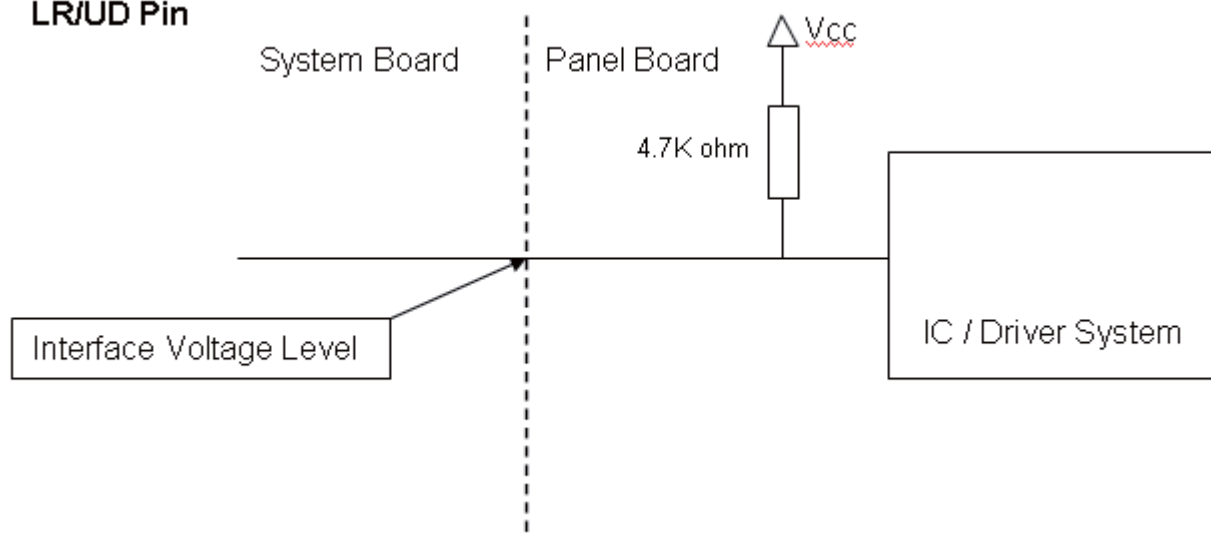 LR/UD Pin
System Board
Panel Board
Vcc
4.7K ohm
Interface Voltage Level
IC / Driver System